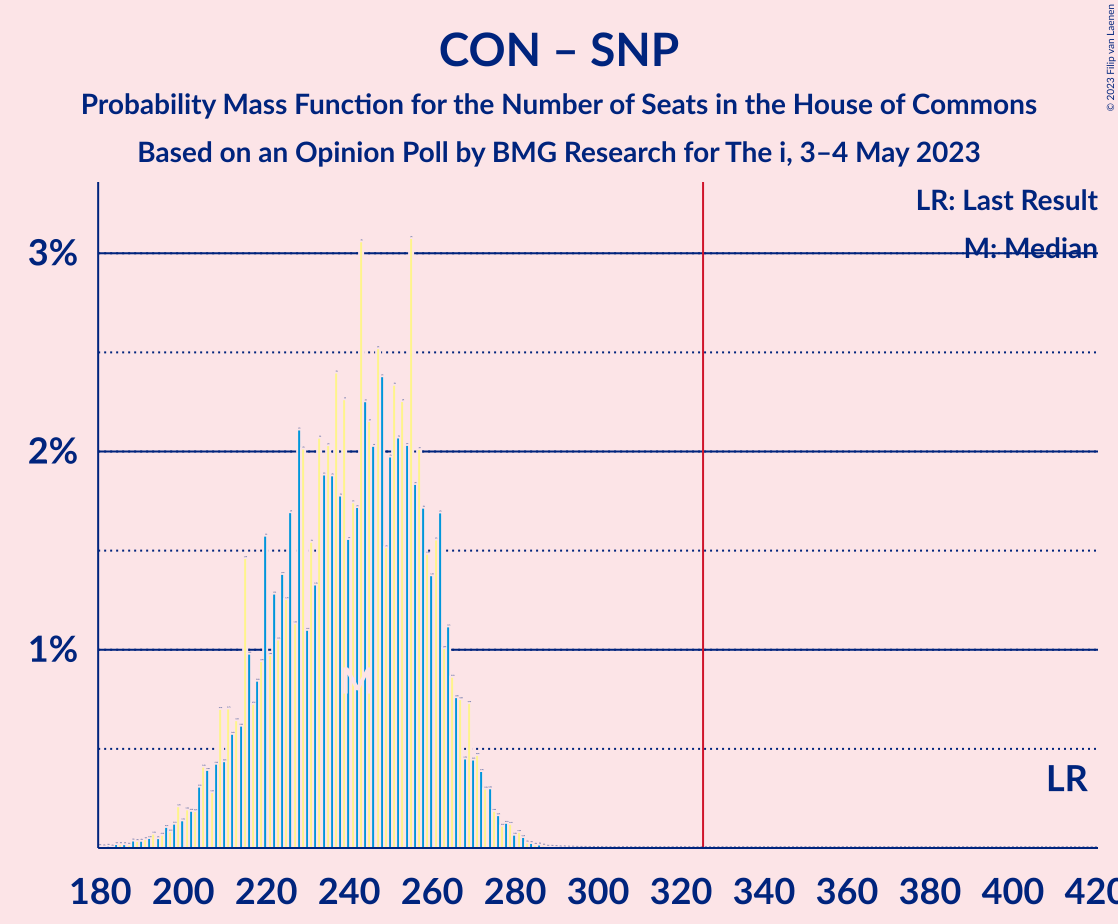 CON – SNP
Probability Mass Function for the Number of Seats in the House of Commons
Based on an Opinion Poll by BMG Research for The i, 3–4 May 2023
© 2023 Filip van Laenen
LR: Last Result
M: Median
3%
2%
1%
M
LR
180 200 220 240 260 280 300 320 340 360 380 400 420